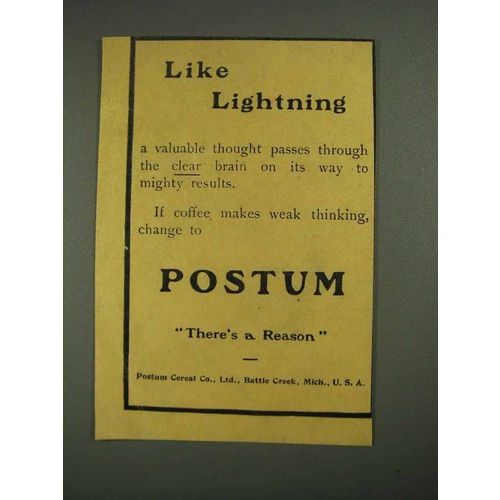 Like
Lightning
a valuable thought passes through
the clear brain on its way to
mighty results.
If coffee makes weak thinking,
change to
POSTUM
"There's a Reason"
Postum Cereal Co., Ltd., Battle Creek, Mich., U. S. A.